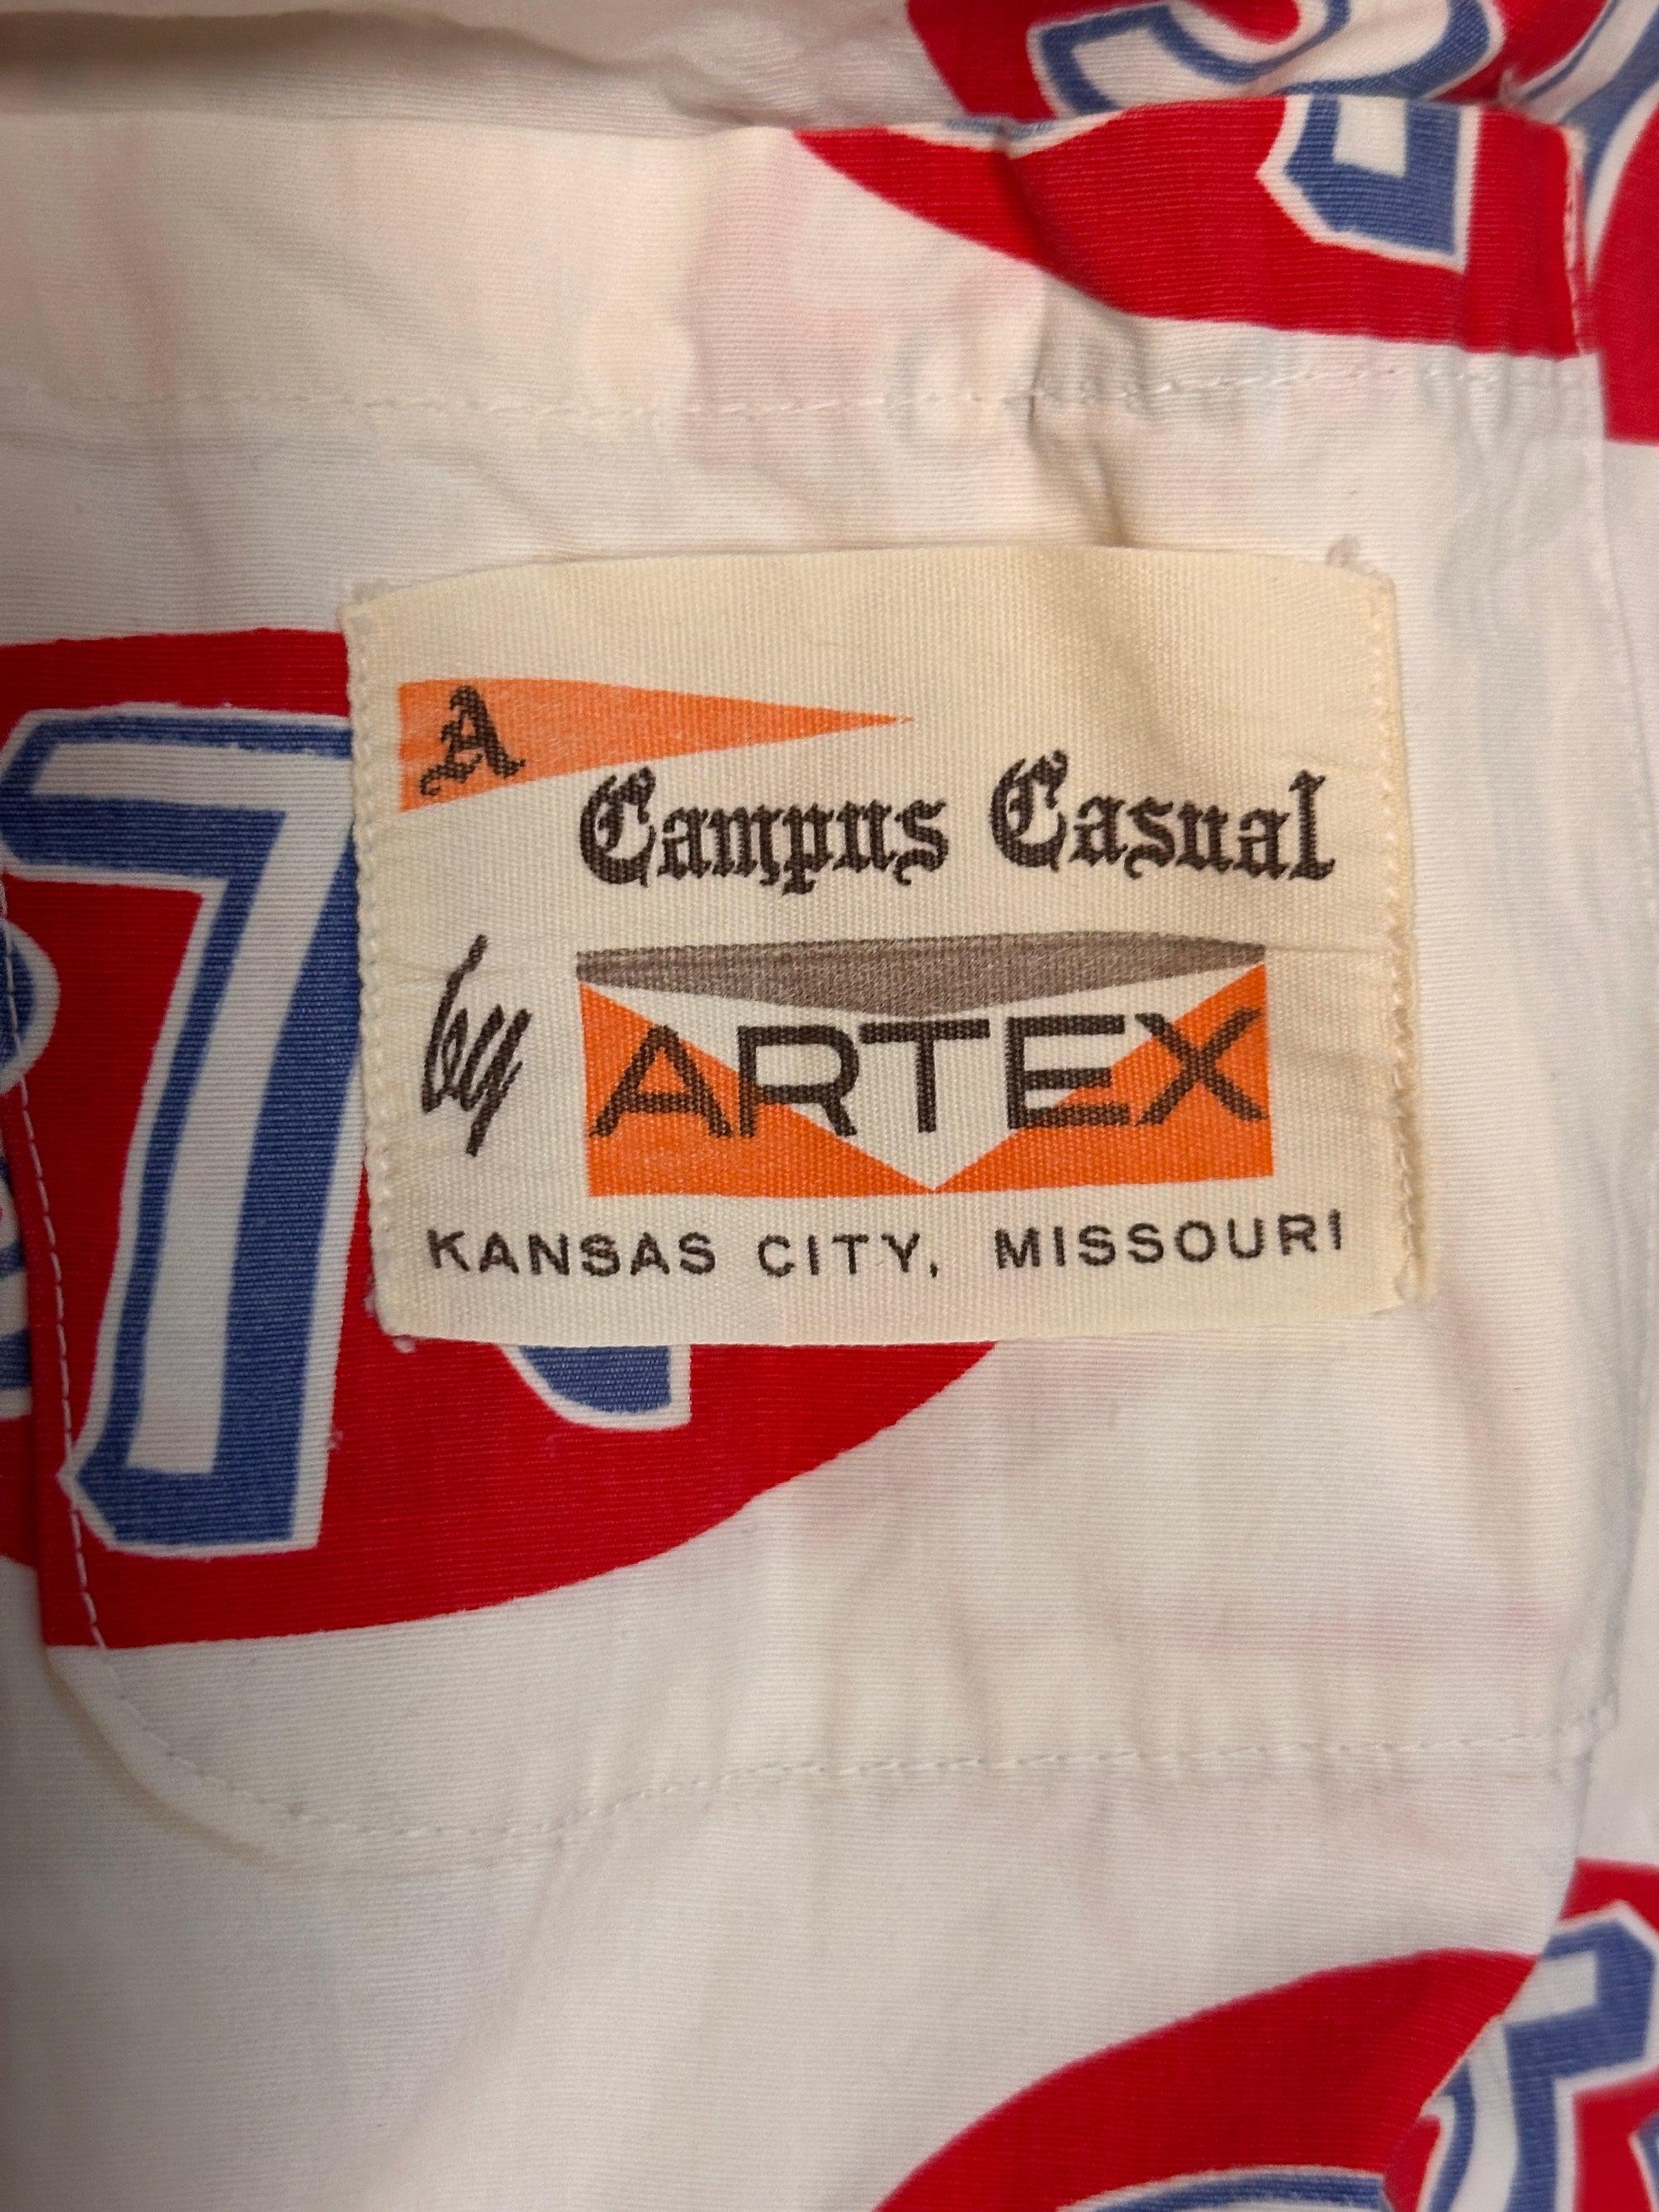 A
Campus Casual
by ARTEX
KANSAS CITY, MISSOURI